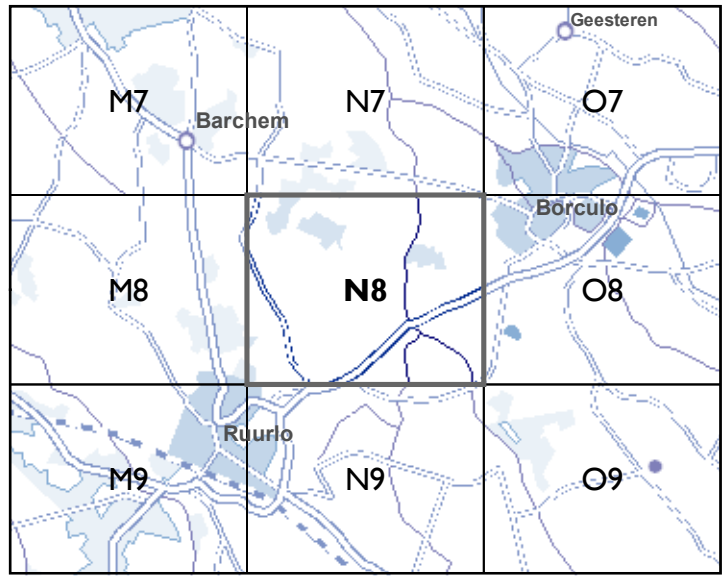 Geesteren
M7
N7
O7
Barchem
Borculo
M8
N8
O8
Ruurlo
M9
N9
O9